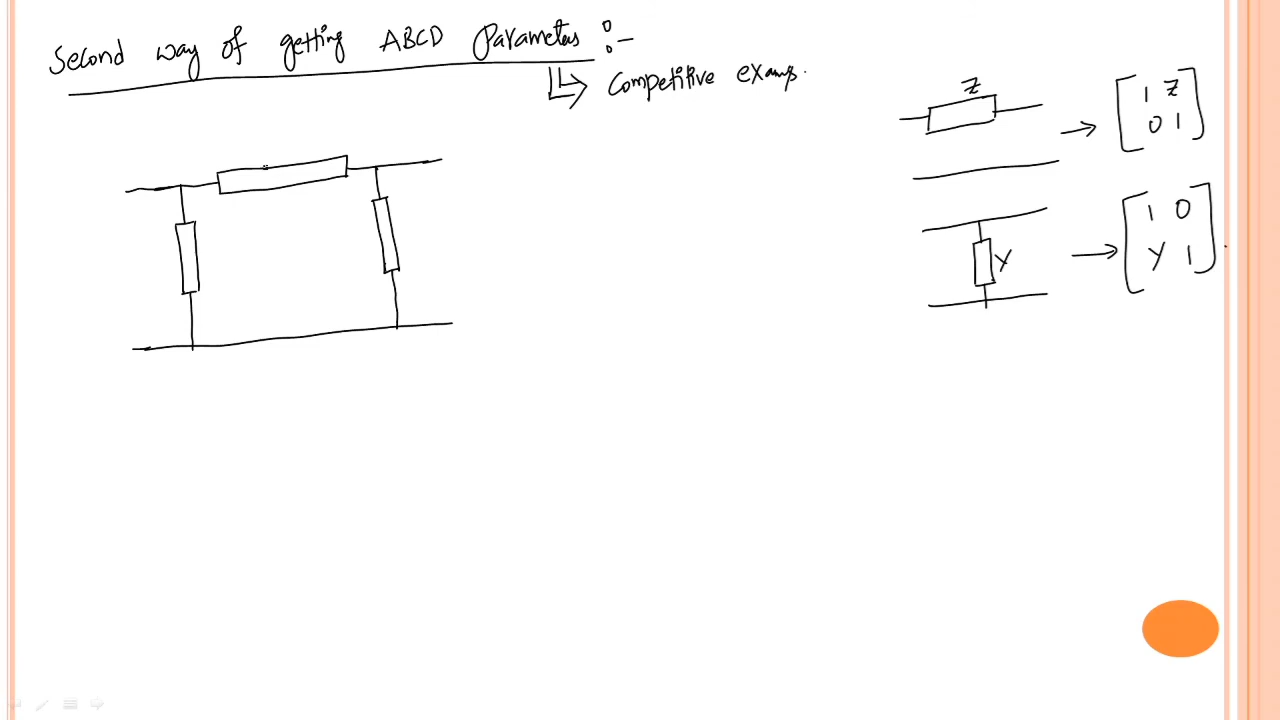 Second way of getting ABCD Parameters :-
Competitive exams.
Z
1 Z
0 1
1 0
Y
Y 1